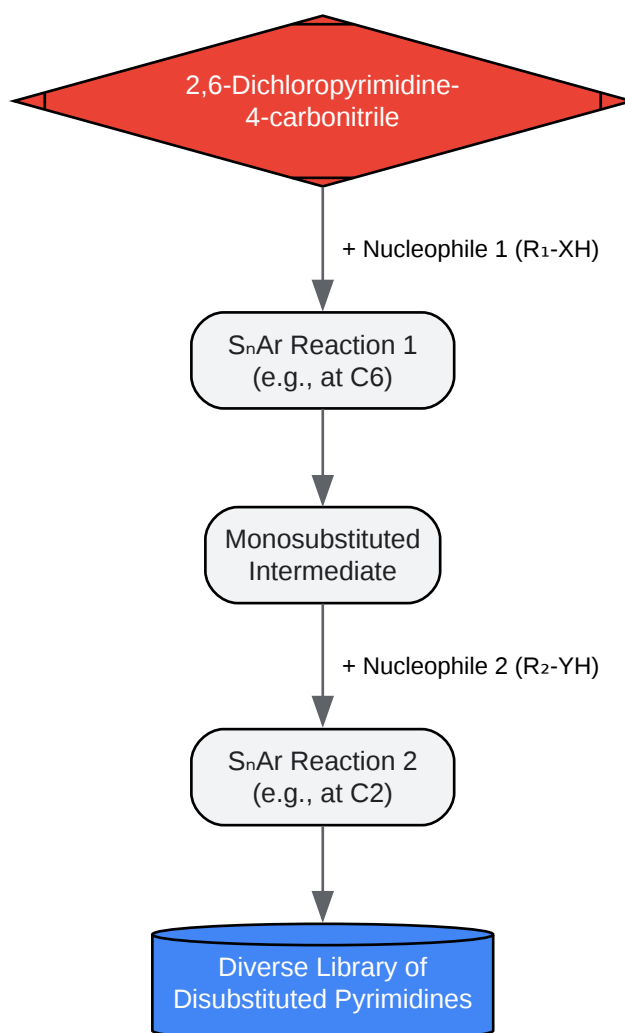 2,6-Dichloropyrimidine-
4-carbonitrile
+ Nucleophile 1 (R₁-XH)
SₙAr Reaction 1
(e.g., at C6)
Monosubstituted
Intermediate
+ Nucleophile 2 (R₂-YH)
SₙAr Reaction 2
(e.g., at C2)
Diverse Library of
Disubstituted Pyrimidines